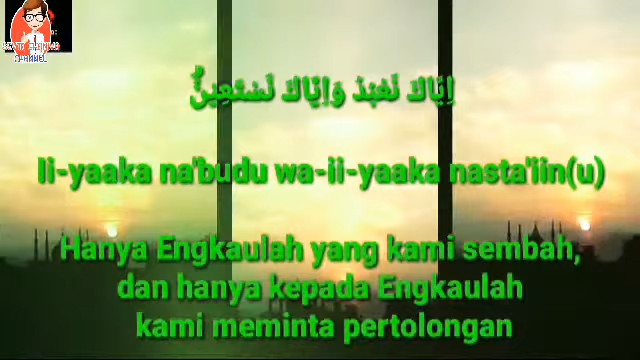 اِيَّاكَ نَعْبُدُ وَاِيَّاكَ نَسْتَعِيْنُۗ
Ii-yaaka na'budu wa-ii-yaaka nasta'iin(u)
Hanya Engkaulah yang kami sembah,
dan hanya kepada Engkaulah
kami meminta pertolongan